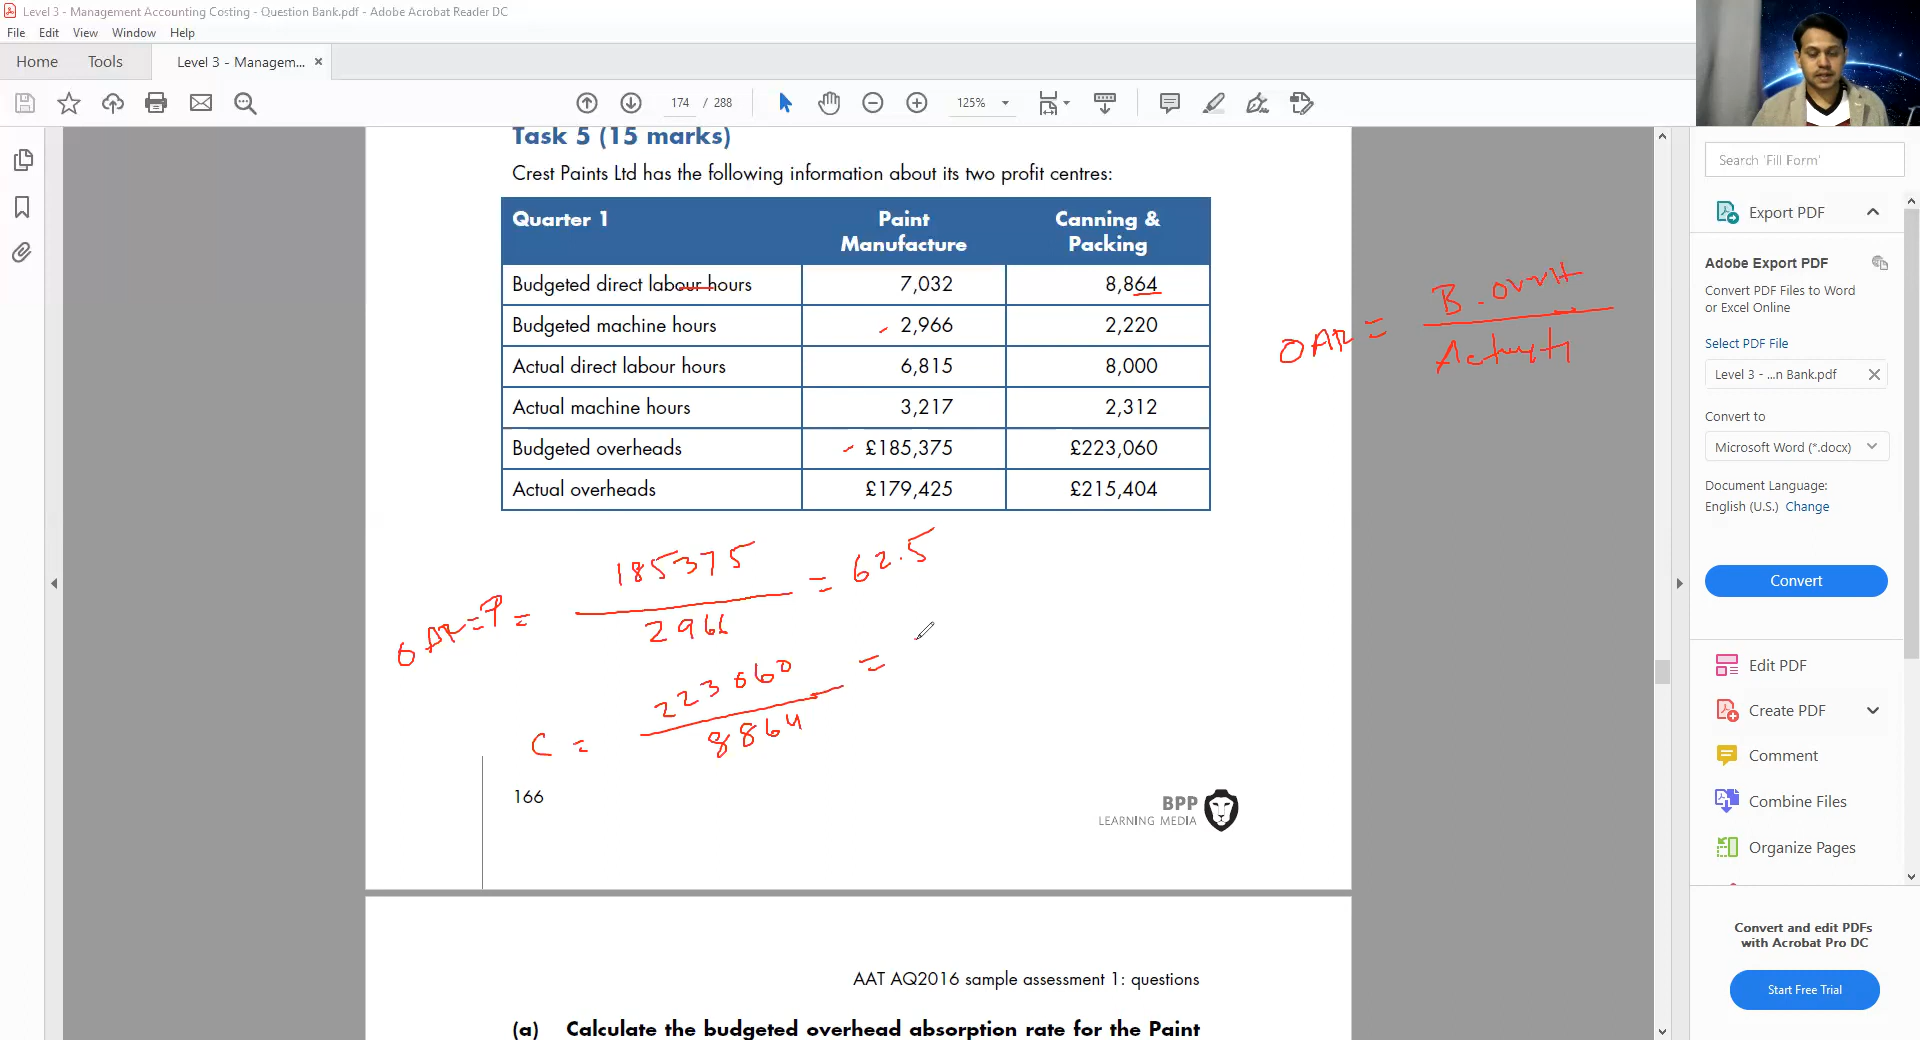 Level 3 - Management Accounting Costing - Question Bank.pdf - Adobe Acrobat Reader DC
File Edit View Window Help
Home Tools Level 3 - Managem... ×
174 / 288 125%
Task 5 (15 marks)
Crest Paints Ltd has the following information about its two profit centres:
Quarter 1 Paint Manufacture Canning & Packing
Budgeted direct labour hours 7,032 8,864
Budgeted machine hours 2,966 2,220
Actual direct labour hours 6,815 8,000
Actual machine hours 3,217 2,312
Budgeted overheads £185,375 £223,060
Actual overheads £179,425 £215,404
OAR =
185375
= 62.5
2966
223060
=
C =
8864
166
BPP
LEARNING MEDIA
AAT AQ2016 sample assessment 1: questions
(a) Calculate the budgeted overhead absorption rate for the Paint
Search 'Fill Form'
Export PDF
Adobe Export PDF
Convert PDF Files to Word
or Excel Online
Select PDF File
Level 3 - ...n Bank.pdf
Convert to
Microsoft Word (*.docx)
Document Language:
English (U.S.) Change
Convert
Edit PDF
Create PDF
Comment
Combine Files
Organize Pages
Convert and edit PDFs
with Acrobat Pro DC
Start Free Trial